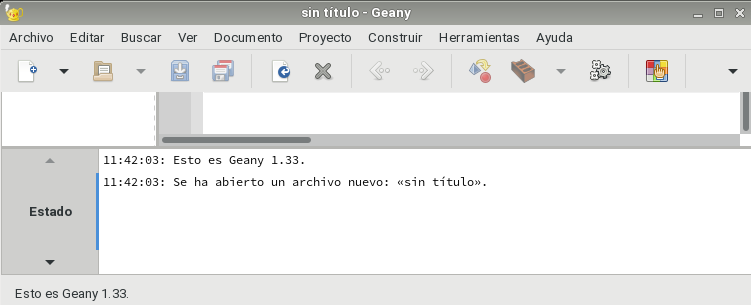 sin título - Geany
Archivo Editar Buscar Ver Documento Proyecto Construir Herramientas Ayuda
11:42:03: Esto es Geany 1.33.
11:42:03: Se ha abierto un archivo nuevo: «sin título».
Estado
Esto es Geany 1.33.